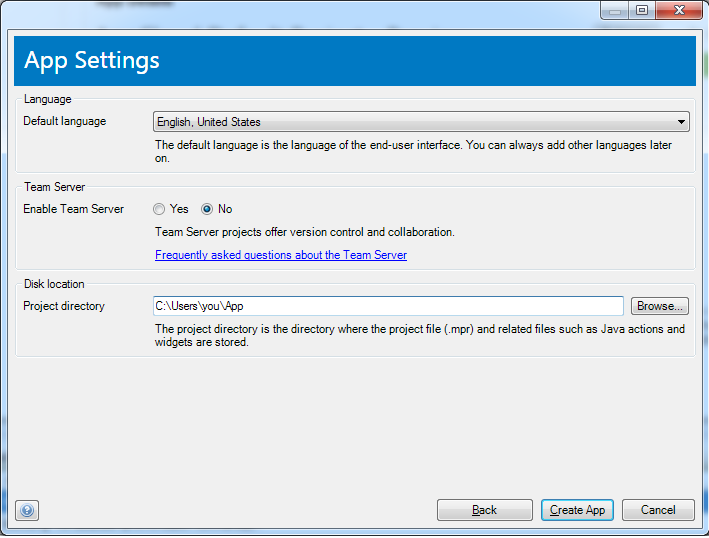 App Settings
Language
Default language
English, United States
The default language is the language of the end-user interface. You can always add other languages later
on.
Team Server
Enable Team Server
Yes
No
Team Server projects offer version control and collaboration.
Frequently asked questions about the Team Server
Disk location
Project directory
C:\Users\you\App
Browse...
The project directory is the directory where the project file (.mpr) and related files such as Java actions and
widgets are stored.
?
Back
Create App
Cancel